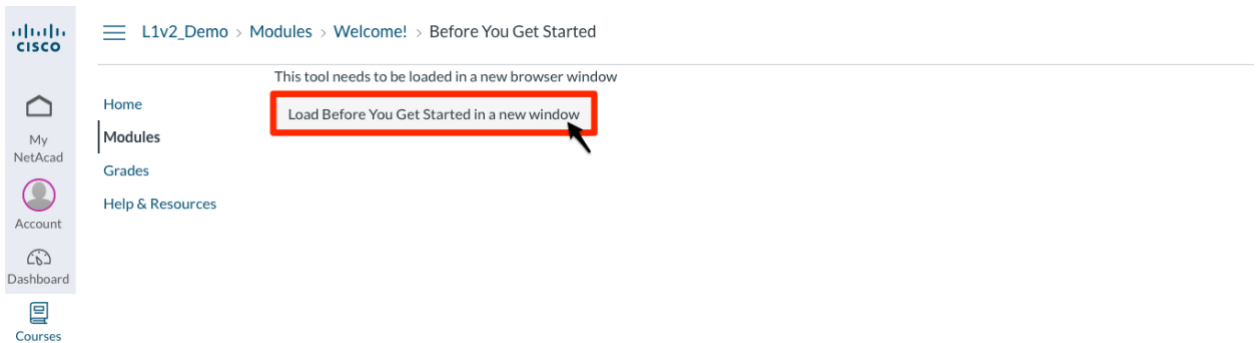 CISCO
L1v2_Demo > Modules > Welcome! > Before You Get Started
This tool needs to be loaded in a new browser window
Load Before You Get Started in a new window
Home
Modules
Grades
Help & Resources
My
NetAcad
Account
Dashboard
Courses